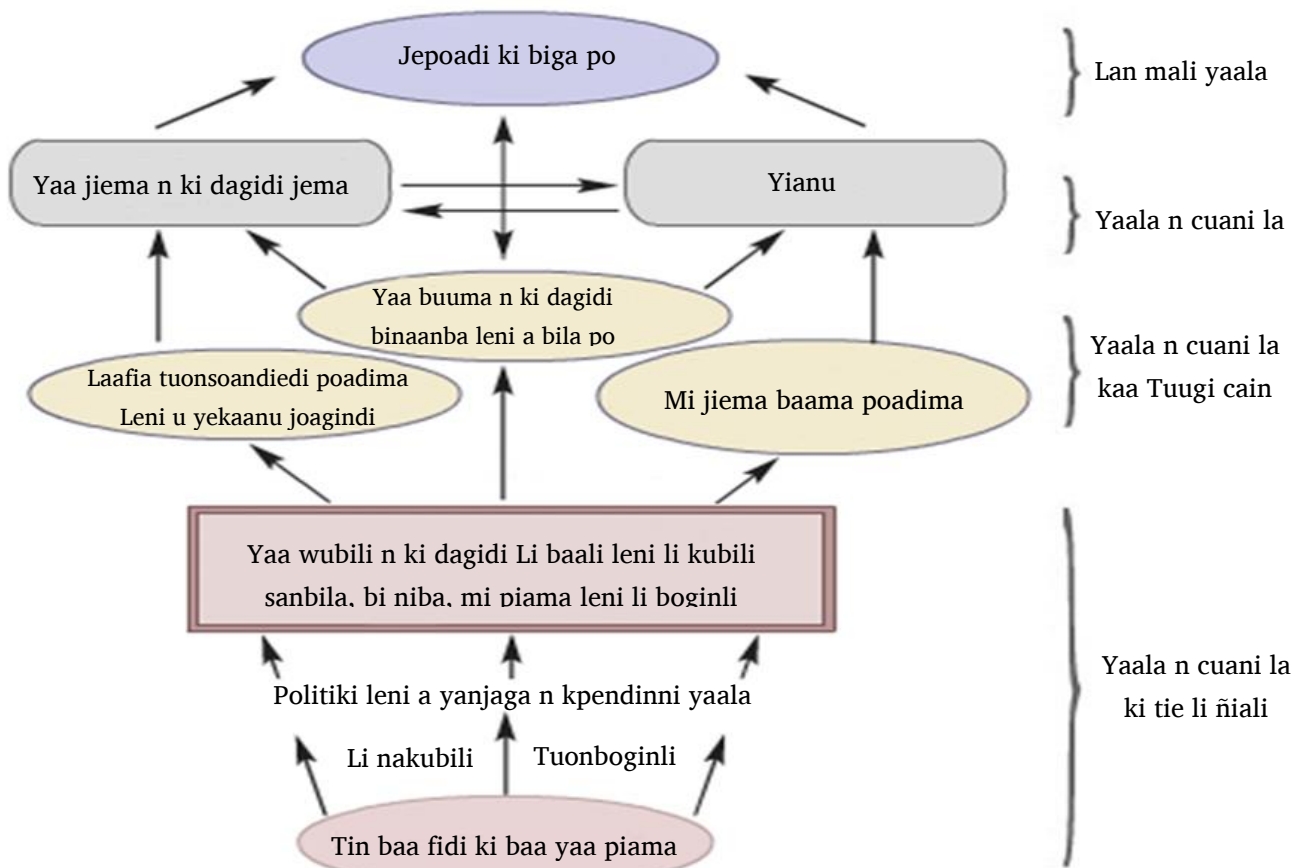 Jepoadi ki biga po
Lan mali yaala
Yaa jiema n ki dagidi jema
Yianu
Yaala n cuani la
Yaa buuma n ki dagidi
binaanba leni a bila po
Yaala n cuani la
kaa Tuugi cain
Laafia tuonsoandiedi poadima
Leni u yekaanu joagindi
Mi jiema baama poadima
Yaa wubili n ki dagidi Li baali leni li kubili
sanbila, bi niba, mi piama leni li boginli
Yaala n cuani la
ki tie li ñiali
Politiki leni a yanjaga n kpendinni yaala
Li nakubili
Tuonboginli
Tin baa fidi ki baa yaa piama